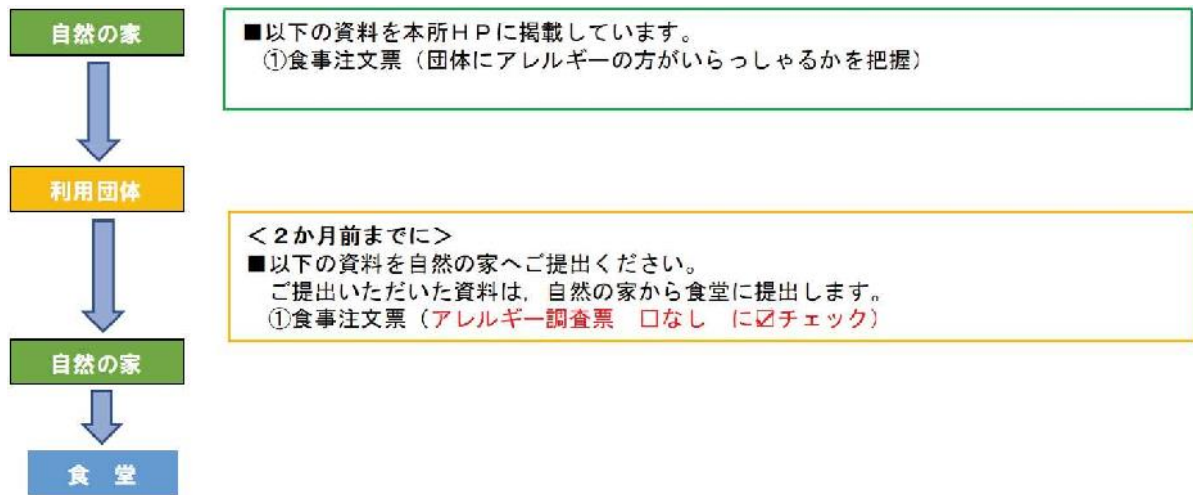 自然の家
■以下の資料を本所ＨＰに掲載しています。
①食事注文票（団体にアレルギーの方がいらっしゃるかを把握）
利用団体
＜２か月前までに＞
■以下の資料を自然の家へご提出ください。
ご提出いただいた資料は，自然の家から食堂に提出します。
①食事注文票（アレルギー調査票　□なし　に☑チェック）
自然の家
食　堂